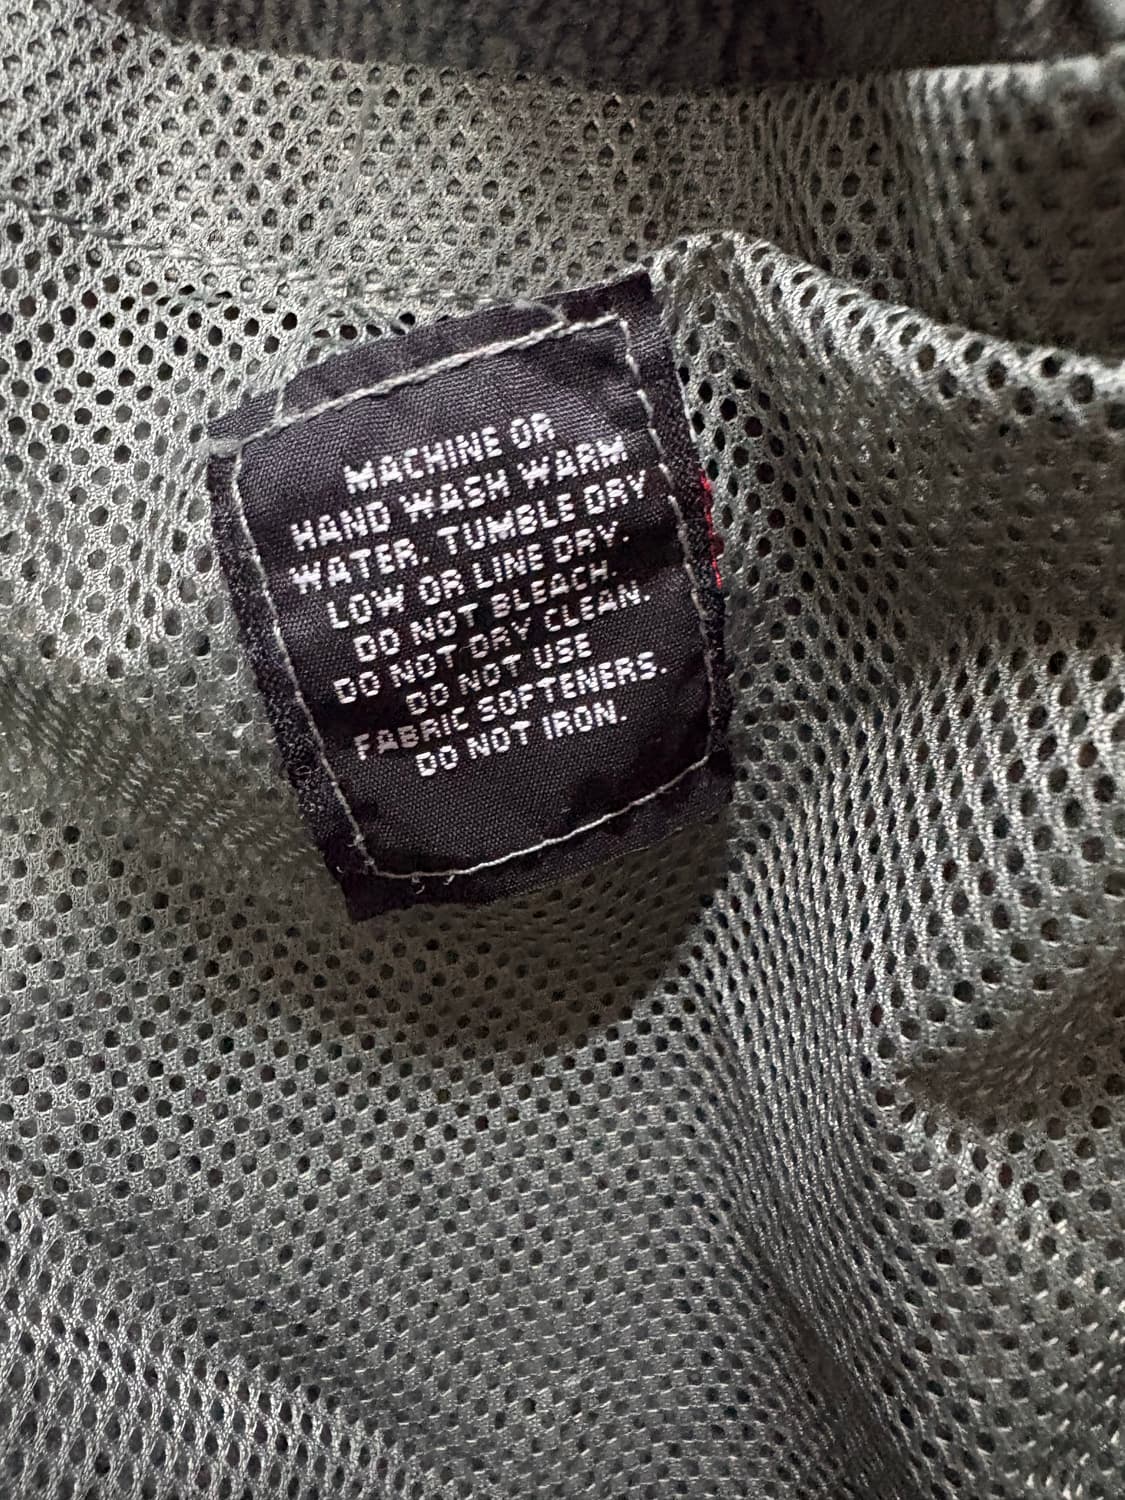 MACHINE OR
HAND WASH WARM
WATER, TUMBLE DRY
LOW OR LINE DRY.
DO NOT BLEACH.
DO NOT DRY CLEAN.
DO NOT USE
FABRIC SOFTENERS.
DO NOT IRON.